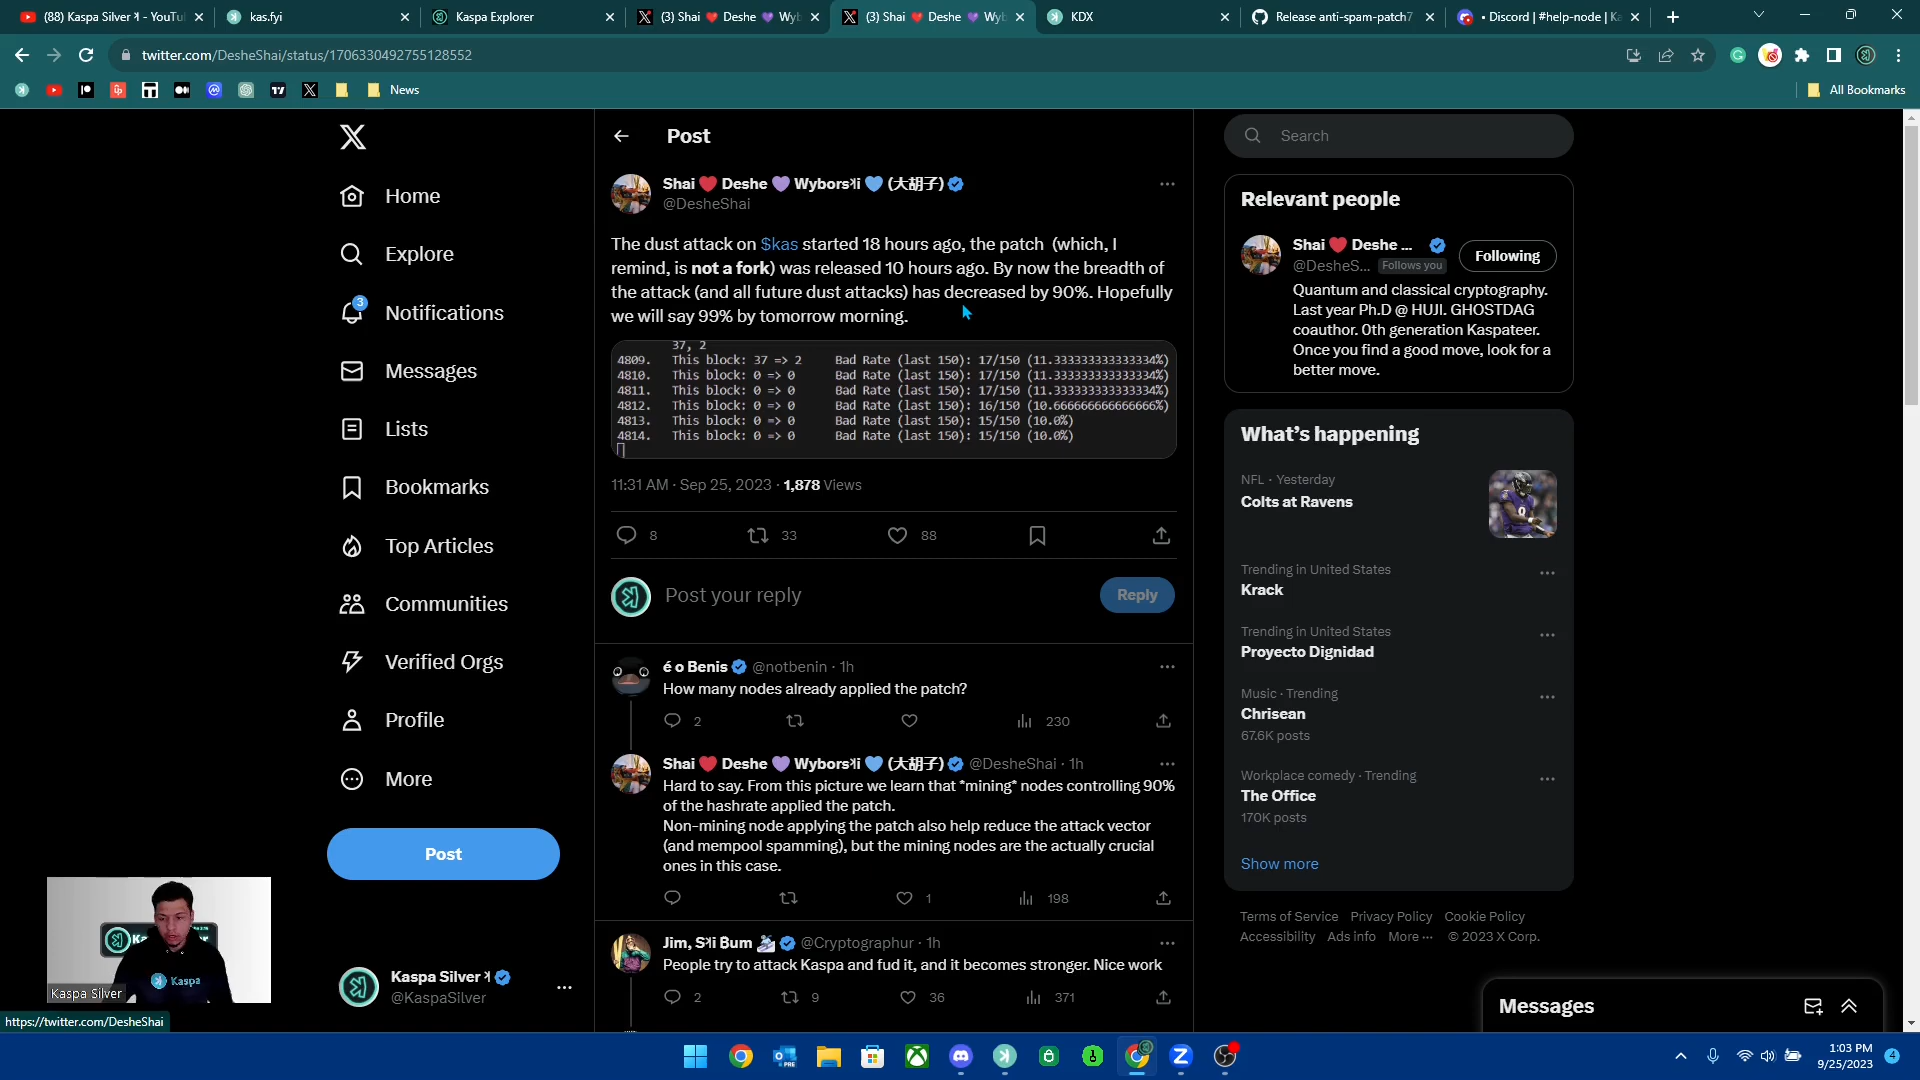 (88) Kaspa Silver - YouTu
kas.fyi
Kaspa Explorer
(3) Shai ❤️ Deshe 💜 Wyb
(3) Shai ❤️ Deshe 💜 Wyb
KDX
Release anti-spam-patch7
• Discord | #help-node | Ka
twitter.com/DesheShai/status/1706330492755128552
News
All Bookmarks
Home
Explore
3
Notifications
Messages
Lists
Bookmarks
Top Articles
Communities
Verified Orgs
Profile
More
Post
Kaspa Silver
@KaspaSilver
Kaspa
Kaspa Silver
https://twitter.com/DesheShai
Post
Shai ❤️ Deshe 💜 Wybors𐤊i 💙 (大胡子)
@DesheShai
The dust attack on $kas started 18 hours ago, the patch (which, I
remind, is not a fork) was released 10 hours ago. By now the breadth of
the attack (and all future dust attacks) has decreased by 90%. Hopefully
we will say 99% by tomorrow morning.
37, 2
4809. This block: 37 => 2 Bad Rate (last 150): 17/150 (11.333333333333334%)
4810. This block: 0 => 0 Bad Rate (last 150): 17/150 (11.333333333333334%)
4811. This block: 0 => 0 Bad Rate (last 150): 17/150 (11.333333333333334%)
4812. This block: 0 => 0 Bad Rate (last 150): 16/150 (10.666666666666666%)
4813. This block: 0 => 0 Bad Rate (last 150): 15/150 (10.0%)
4814. This block: 0 => 0 Bad Rate (last 150): 15/150 (10.0%)
11:31 AM · Sep 25, 2023 · 1,878 Views
8 33 88
Post your reply
Reply
é o Benis @notbenin · 1h
How many nodes already applied the patch?
2 230
Shai ❤️ Deshe 💜 Wybors𐤊i 💙 (大胡子) @DesheShai · 1h
Hard to say. From this picture we learn that *mining* nodes controlling 90%
of the hashrate applied the patch.
Non-mining node applying the patch also help reduce the attack vector
(and mempool spamming), but the mining nodes are the actually crucial
ones in this case.
1 198
Jim, S𐤊i Bum @Cryptographur · 1h
People try to attack Kaspa and fud it, and it becomes stronger. Nice work
2 9 36 371
Search
Relevant people
Shai ❤️ Deshe ...
@DesheS... Follows you
Following
Quantum and classical cryptography.
Last year Ph.D @ HUJI. GHOSTDAG
coauthor. 0th generation Kaspateer.
Once you find a good move, look for a
better move.
What's happening
NFL · Yesterday
Colts at Ravens
Trending in United States
Krack
Trending in United States
Proyecto Dignidad
Music · Trending
Chrisean
67.6K posts
Workplace comedy · Trending
The Office
170K posts
Show more
Terms of Service Privacy Policy Cookie Policy
Accessibility Ads info More ··· © 2023 X Corp.
Messages
1:03 PM
9/25/2023
4